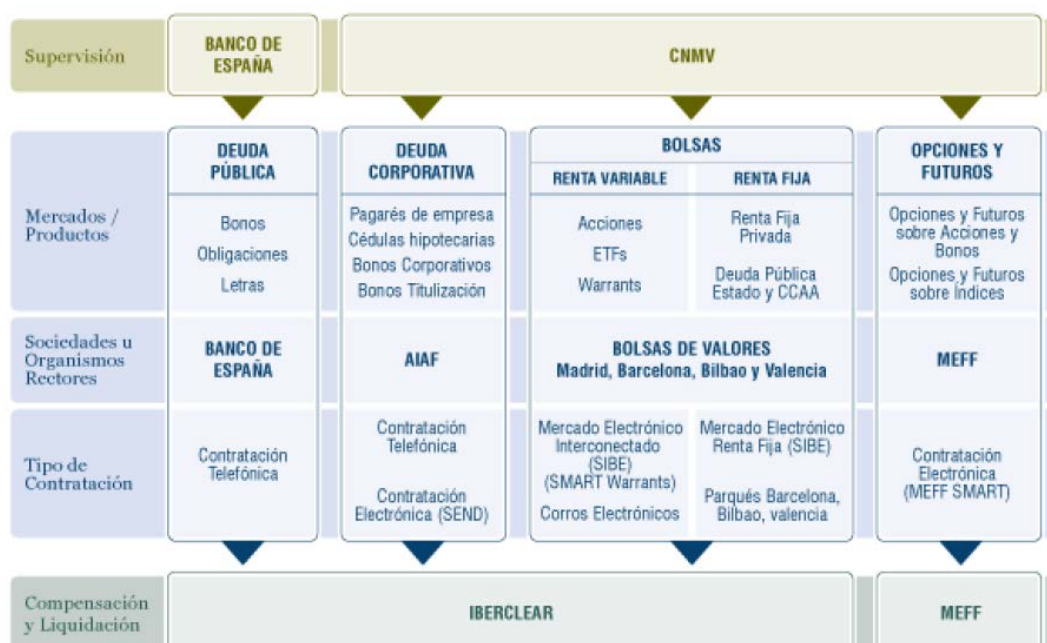 Supervisión
BANCO DE
ESPAÑA
CNMV
Mercados /
Productos
DEUDA
PÚBLICA
Bonos
Obligaciones
Letras
DEUDA
CORPORATIVA
Pagarés de empresa
Cédulas hipotecarias
Bonos Corporativos
Bonos Titulización
BOLSAS
RENTA VARIABLE
Acciones
ETFs
Warrants
RENTA FIJA
Renta Fija
Privada
Deuda Pública
Estado y CCAA
OPCIONES Y
FUTUROS
Opciones y Futuros
sobre Acciones y
Bonos
Opciones y Futuros
sobre Índices
Sociedades u
Organismos
Rectores
BANCO DE
ESPAÑA
AIAF
BOLSAS DE VALORES
Madrid, Barcelona, Bilbao y Valencia
MEFF
Tipo de
Contratación
Contratación
Telefónica
Contratación
Telefónica
Contratación
Electrónica (SEND)
Mercado Electrónico
Interconectado
(SIBE)
(SMART Warrants)
Corros Electrónicos
Mercado Electrónico
Renta Fija (SIBE)
Parqués Barcelona,
Bilbao, valencia
Contratación
Electrónica
(MEFF SMART)
Compensación
y Liquidación
IBERCLEAR
MEFF